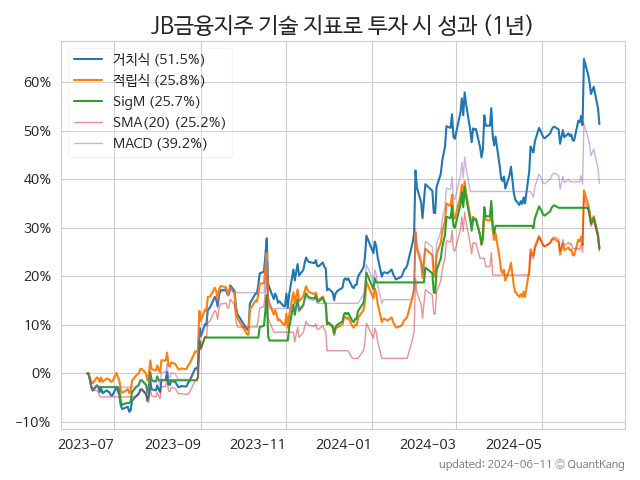 JB금융지주 기술 지표로 투자 시 성과 (1년)
거치식 (51.5%)
적립식 (25.8%)
SigM (25.7%)
SMA(20) (25.2%)
MACD (39.2%)
60%
50%
40%
30%
20%
10%
0%
−10%
2023-07
2023-09
2023-11
2024-01
2024-03
2024-05
updated: 2024-06-11 © QuantKang